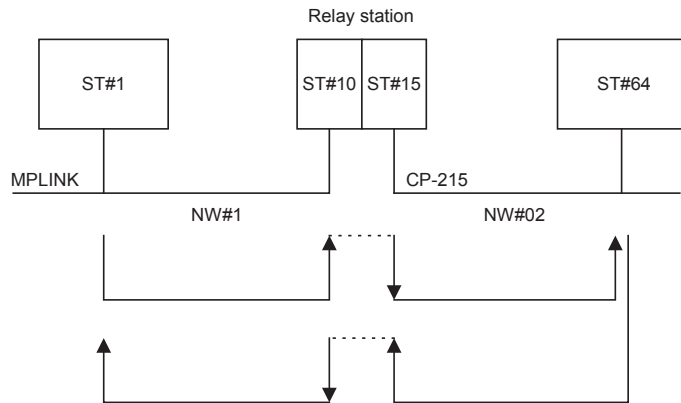 Relay station
ST#1
ST#10
ST#15
ST#64
MPLINK
CP-215
NW#1
NW#02